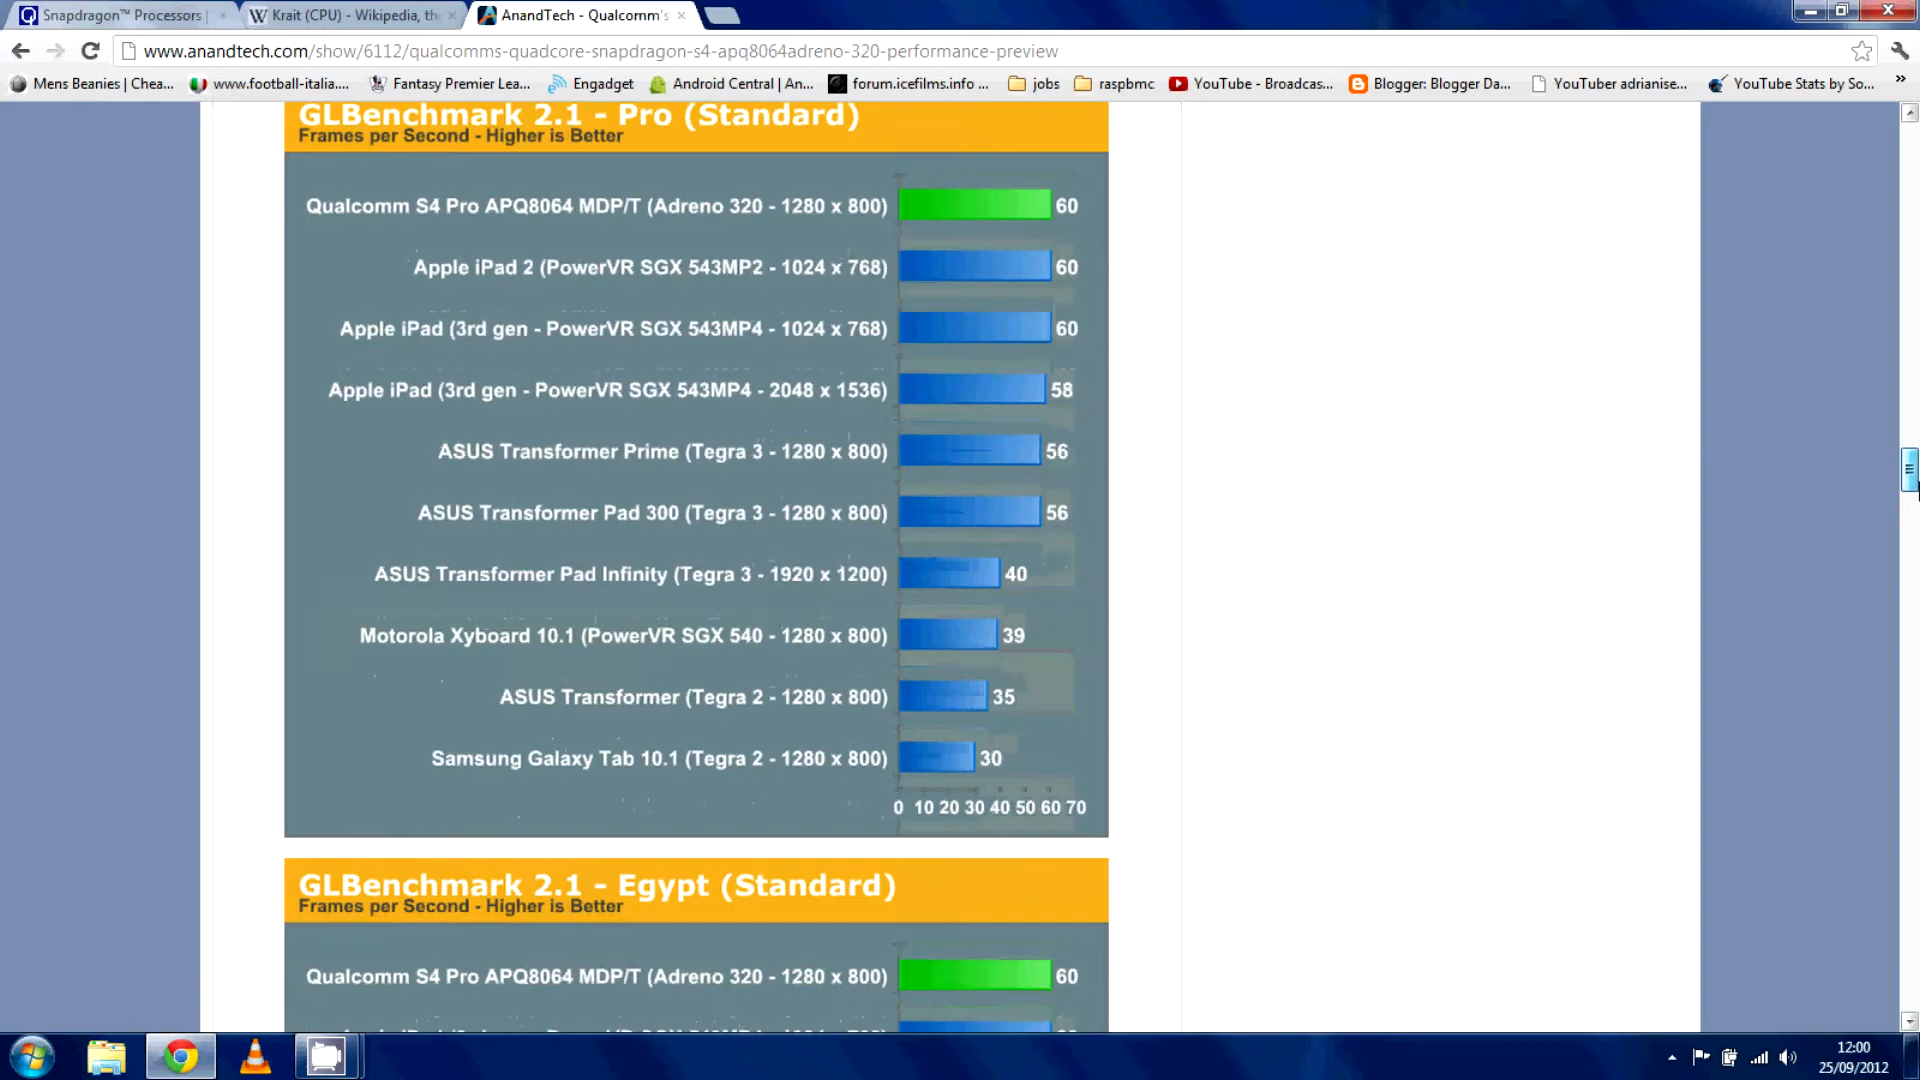 Snapdragon™ Processors
Krait (CPU) - Wikipedia, the
AnandTech - Qualcomm's
www.anandtech.com/show/6112/qualcomms-quadcore-snapdragon-s4-apq8064adreno-320-performance-preview
Mens Beanies | Chea...
www.football-italia....
Fantasy Premier Lea...
Engadget
Android Central | An...
forum.icefilms.info ...
jobs
raspbmc
YouTube - Broadcas...
Blogger: Blogger Da...
YouTuber adrianise...
YouTube Stats by So...
GLBenchmark 2.1 - Pro (Standard)
Frames per Second - Higher is Better
Qualcomm S4 Pro APQ8064 MDP/T (Adreno 320 - 1280 x 800) 60
Apple iPad 2 (PowerVR SGX 543MP2 - 1024 x 768) 60
Apple iPad (3rd gen - PowerVR SGX 543MP4 - 1024 x 768) 60
Apple iPad (3rd gen - PowerVR SGX 543MP4 - 2048 x 1536) 58
ASUS Transformer Prime (Tegra 3 - 1280 x 800) 56
ASUS Transformer Pad 300 (Tegra 3 - 1280 x 800) 56
ASUS Transformer Pad Infinity (Tegra 3 - 1920 x 1200) 40
Motorola Xyboard 10.1 (PowerVR SGX 540 - 1280 x 800) 39
ASUS Transformer (Tegra 2 - 1280 x 800) 35
Samsung Galaxy Tab 10.1 (Tegra 2 - 1280 x 800) 30
0 10 20 30 40 50 60 70
GLBenchmark 2.1 - Egypt (Standard)
Frames per Second - Higher is Better
Qualcomm S4 Pro APQ8064 MDP/T (Adreno 320 - 1280 x 800) 60
12:00
25/09/2012